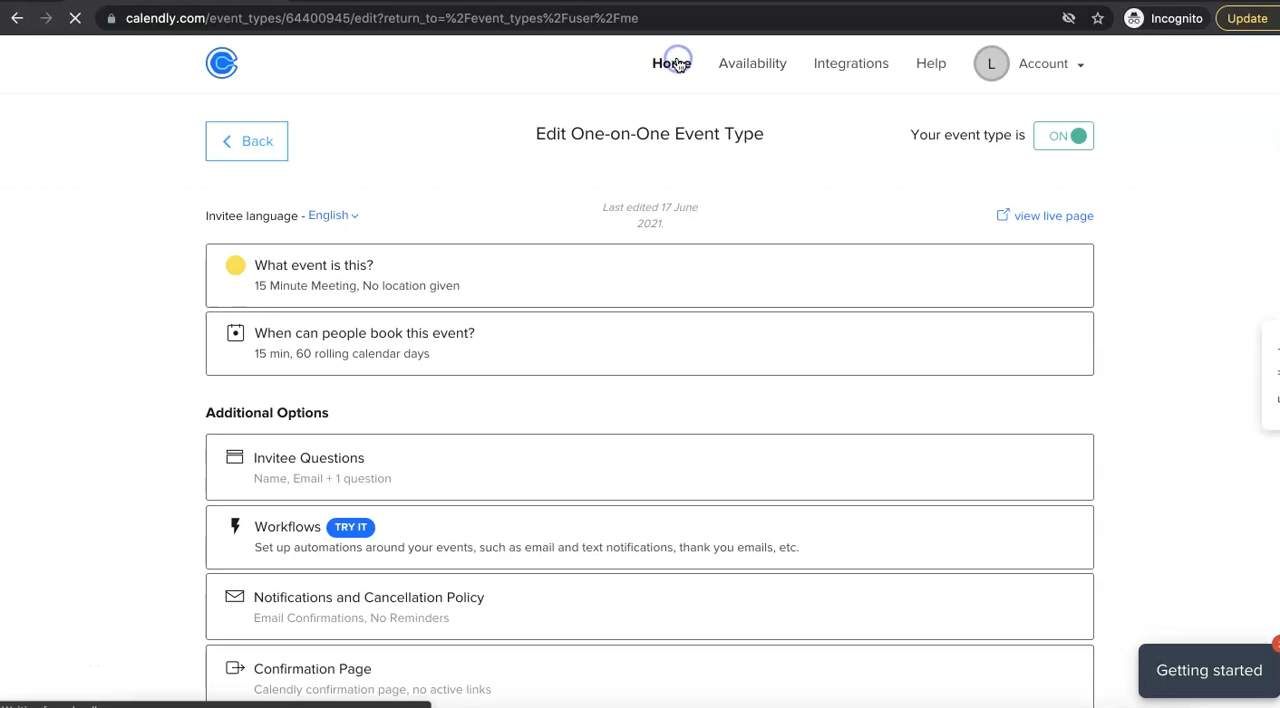 calendly.com/event_types/64400945/edit?return_to=%2Fevent_types%2Fuser%2Fme
Incognito
Update
Home
Availability
Integrations
Help
L
Account
Back
Edit One-on-One Event Type
Your event type is
ON
Invitee language - English
Last edited 17 June
2021.
view live page
What event is this?
15 Minute Meeting, No location given
When can people book this event?
15 min, 60 rolling calendar days
Additional Options
Invitee Questions
Name, Email + 1 question
Workflows TRY IT
Set up automations around your events, such as email and text notifications, thank you emails, etc.
Notifications and Cancellation Policy
Email Confirmations, No Reminders
Confirmation Page
Calendly confirmation page, no active links
Getting started